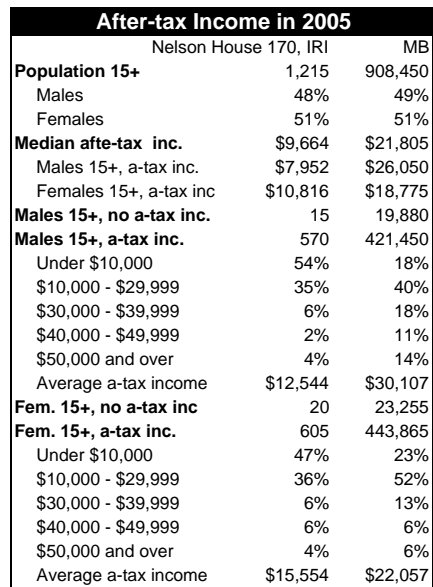 After-tax Income in 2005
Nelson House 170, IRI MB
Population 15+ 1,215 908,450
Males 48% 49%
Females 51% 51%
Median afte-tax inc. $9,664 $21,805
Males 15+, a-tax inc. $7,952 $26,050
Females 15+, a-tax inc $10,816 $18,775
Males 15+, no a-tax inc. 15 19,880
Males 15+, a-tax inc. 570 421,450
Under $10,000 54% 18%
$10,000 - $29,999 35% 40%
$30,000 - $39,999 6% 18%
$40,000 - $49,999 2% 11%
$50,000 and over 4% 14%
Average a-tax income $12,544 $30,107
Fem. 15+, no a-tax inc 20 23,255
Fem. 15+, a-tax inc. 605 443,865
Under $10,000 47% 23%
$10,000 - $29,999 36% 52%
$30,000 - $39,999 6% 13%
$40,000 - $49,999 6% 6%
$50,000 and over 4% 6%
Average a-tax income $15,554 $22,057